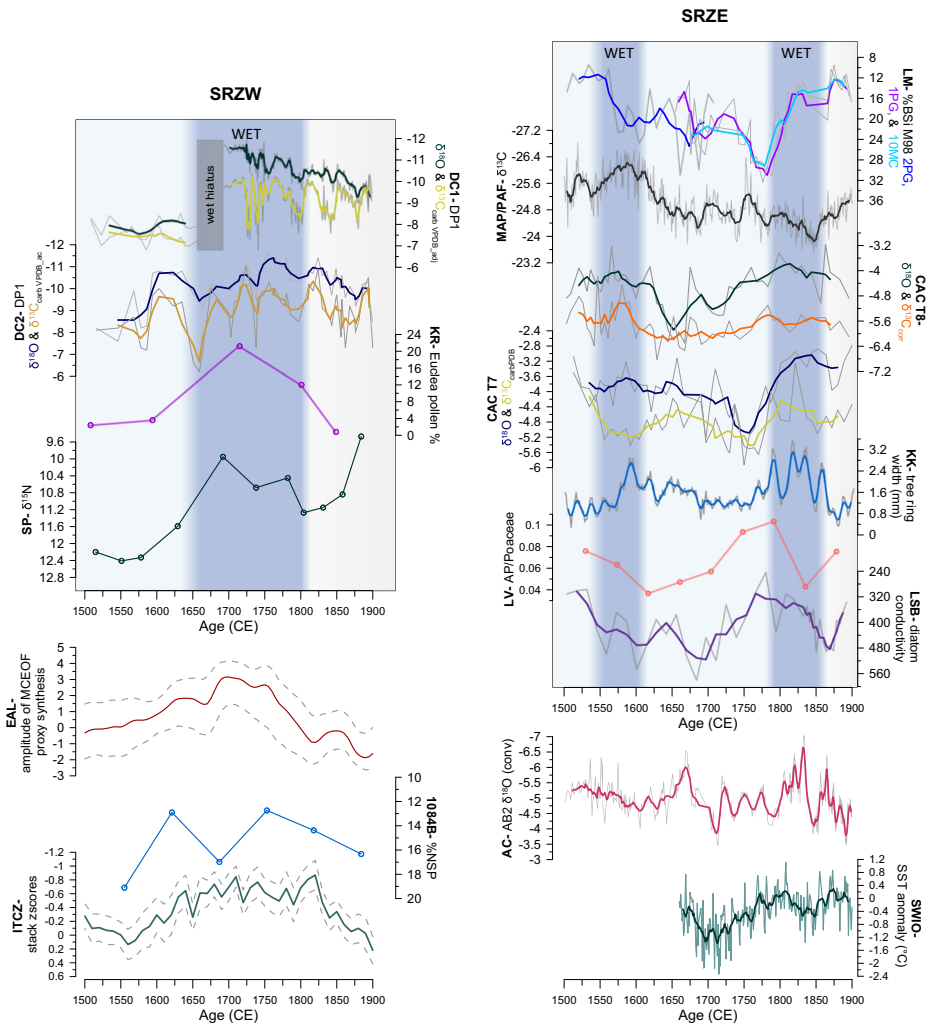 SRZW
WET
wet hiatus
-12
-11
-10
-9
-8
-7
-6
DC1- DP1
δ18O & δ13Ccarb VPDB_adj
-12
-11
-10
-9
-8
-7
-6
DC2- DP1
δ18O & δ13Ccarb VPDB_ac
24
20
16
12
8
4
0
KR- Euclea pollen %
9.6
10.0
10.4
10.8
11.2
11.6
12
12.4
12.8
SP- δ15N
1500 1550 1600 1650 1700 1750 1800 1850 1900
Age (CE)
5
4
3
2
1
0
-1
-2
-3
EAL-
amplitude of MCEOF
proxy synthesis
10
12
14
16
18
20
1084B- %NSP
-1.2
-1
-0.8
-0.6
-0.4
-0.2
0
0.2
0.4
0.6
ITCZ-
stack zscores
1500 1550 1600 1650 1700 1750 1800 1850 1900
Age (CE)
SRZE
WET WET
8
12
16
20
24
28
32
36
LM- %BSI M98 2PG,
1PG, & 10MC
-27.2
-26.4
-25.6
-24.8
-24
-23.2
MAP/PAF- δ13C
-3.2
-4
-4.8
-5.6
-6.4
-7.2
CAC T8-
δ18O & δ13Ccor
-2.4
-2.8
-3.6
-4.4
-5.2
-5.6
-6
CAC T7
δ18O & δ13CcarbPDB
3.2
2.4
1.6
0.8
0
KK- tree ring
width (mm)
0.1
0.08
0.06
0.04
LV- AP/Poaceae
240
320
400
480
560
LSB- diatom
conductivity
1500 1550 1600 1650 1700 1750 1800 1850 1900
Age (CE)
-7
-6
-5.5
-5
-4.5
-4
-3.5
-3
AC- AB2 δ18O (conv)
1.2
0.4
0
-0.4
-1.2
-1.6
-2
-2.4
SWIO-
SST
anomaly (°C)
1500 1550 1600 1650 1700 1750 1800 1850 1900
Age (CE)